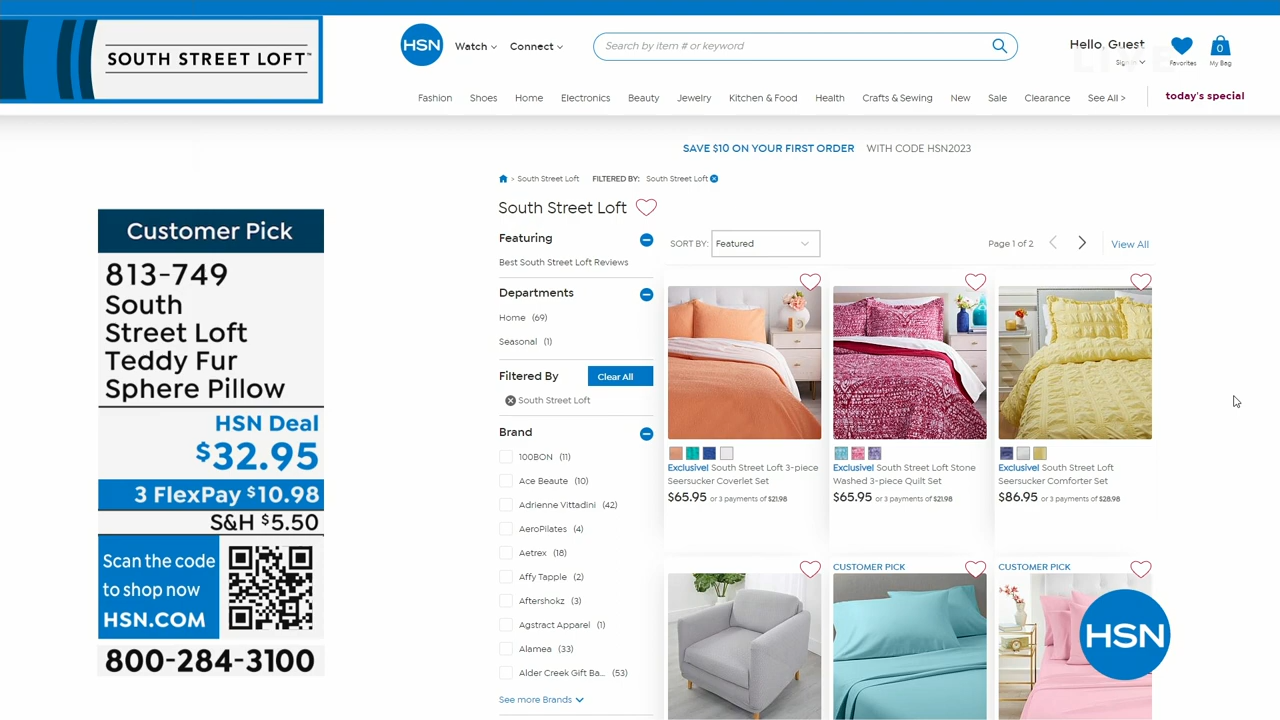 SOUTH STREET LOFT™
HSN
Watch
Connect
Search by item # or keyword
Hello, Guest
Sign In
Favorites
0
My Bag
LIVE
Fashion
Shoes
Home
Electronics
Beauty
Jewelry
Kitchen & Food
Health
Crafts & Sewing
New
Sale
Clearance
See All >
today's special
SAVE $10 ON YOUR FIRST ORDER WITH CODE HSN2023
> South Street Loft FILTERED BY: South Street Loft
South Street Loft
Customer Pick
813-749
South
Street Loft
Teddy Fur
Sphere Pillow
HSN Deal
$32.95
3 FlexPay $10.98
S&H $5.50
Scan the code
to shop now
HSN.COM
800-284-3100
Featuring
Best South Street Loft Reviews
Departments
Home (69)
Seasonal (1)
Filtered By
Clear All
South Street Loft
Brand
100BON (11)
Ace Beaute (10)
Adrienne Vittadini (42)
AeroPilates (4)
Aetrex (18)
Affy Tapple (2)
Aftershokz (3)
Agstract Apparel (1)
Alamea (33)
Alder Creek Gift Ba... (53)
See more Brands
SORT BY: Featured
Page 1 of 2
View All
Exclusive! South Street Loft 3-piece
Seersucker Coverlet Set
$65.95 or 3 payments of $21.98
Exclusive! South Street Loft Stone
Washed 3-piece Quilt Set
$65.95 or 3 payments of $21.98
Exclusive! South Street Loft
Seersucker Comforter Set
$86.95 or 3 payments of $28.98
CUSTOMER PICK
CUSTOMER PICK
HSN